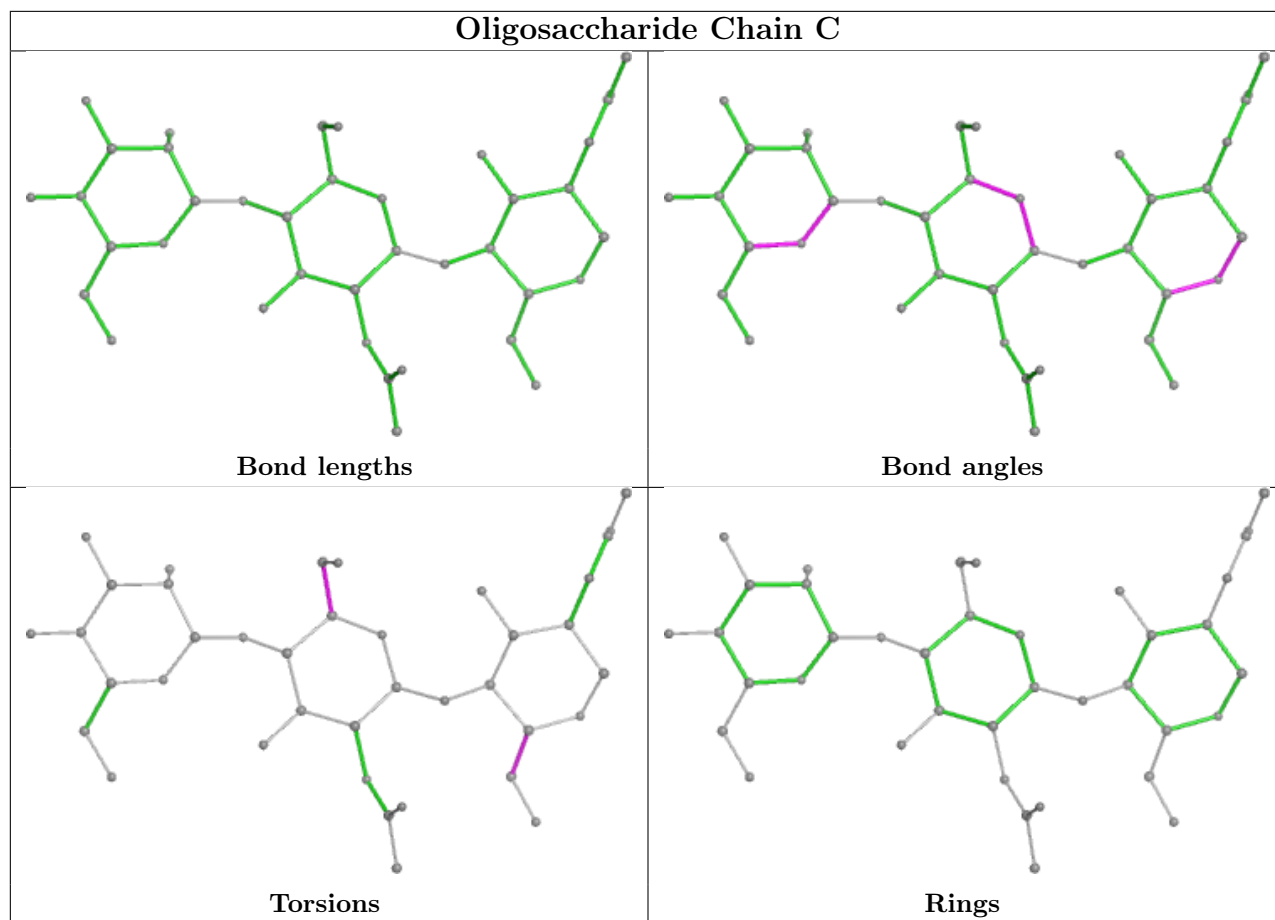 Oligosaccharide Chain C
Bond lengths
Bond angles
Torsions
Rings